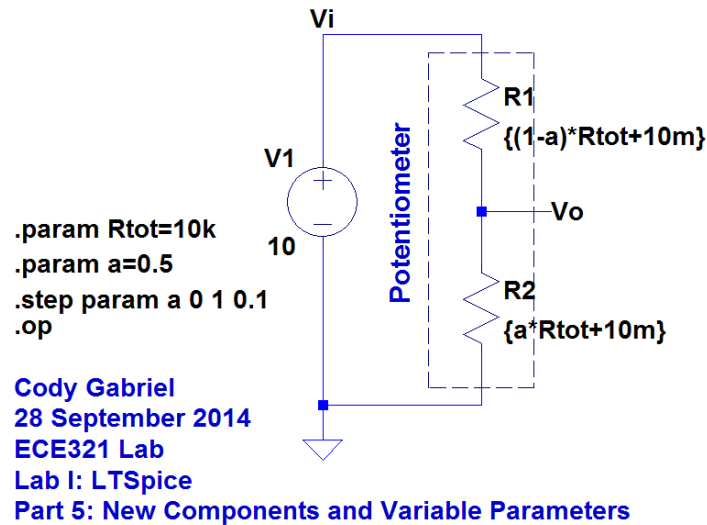 Vi
R1
{(1-a)*Rtot+10m}
Potentiometer
V1
10
Vo
R2
{a*Rtot+10m}
.param Rtot=10k
.param a=0.5
.step param a 0 1 0.1
.op
Cody Gabriel
28 September 2014
ECE321 Lab
Lab I: LTSpice
Part 5: New Components and Variable Parameters